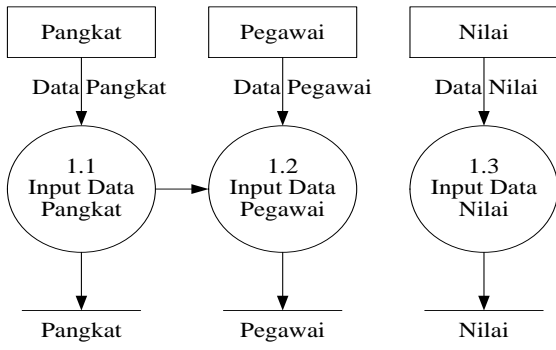 Pangkat
Pegawai
Nilai
Data Pangkat
Data Pegawai
Data Nilai
1.1
Input Data
Pangkat
1.2
Input Data
Pegawai
1.3
Input Data
Nilai
Pangkat
Pegawai
Nilai